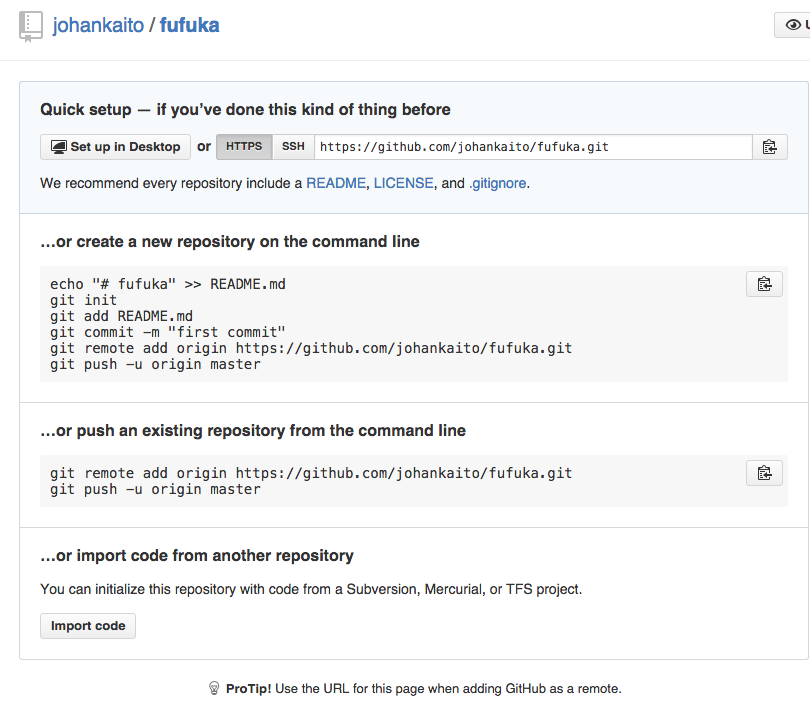 johankaito / fufuka
Quick setup — if you've done this kind of thing before
Set up in Desktop or HTTPS SSH https://github.com/johankaito/fufuka.git
We recommend every repository include a README, LICENSE, and .gitignore.
…or create a new repository on the command line
echo "# fufuka" >> README.md
git init
git add README.md
git commit -m "first commit"
git remote add origin https://github.com/johankaito/fufuka.git
git push -u origin master
…or push an existing repository from the command line
git remote add origin https://github.com/johankaito/fufuka.git
git push -u origin master
…or import code from another repository
You can initialize this repository with code from a Subversion, Mercurial, or TFS project.
Import code
ProTip! Use the URL for this page when adding GitHub as a remote.